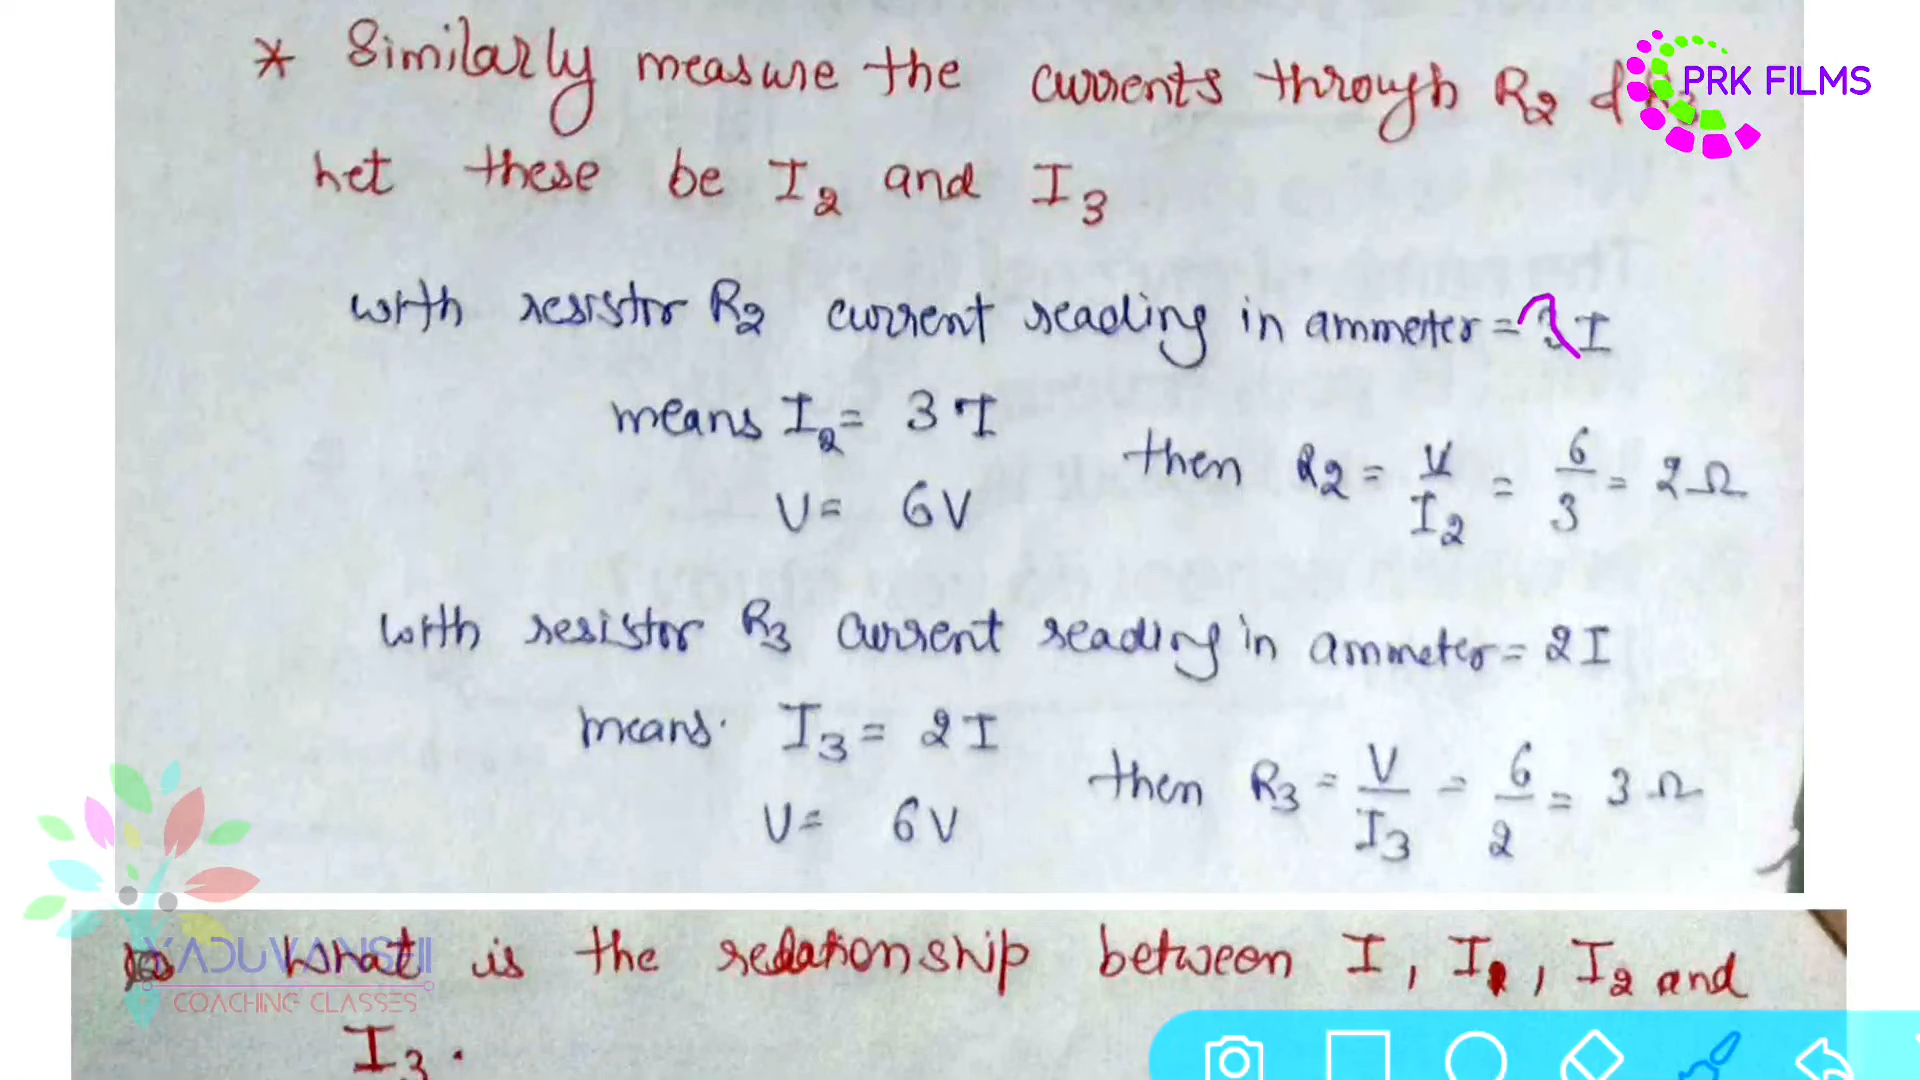 * Similarly measure the currents through R2 &
PRK FILMS
het these be I2 and I3
with resistor R2 current reading in ammeter = 3I
means I2 = 3 I
then R2 = V/I2 = 6/3 = 2Ω
V = 6V
with resistor R3 current reading in ammeter = 2I
means. I3 = 2I
then R3 = V/I3 = 6/2 = 3Ω
V = 6V
What is the relationship between I, I1, I2 and
YADUVANSHI
COACHING CLASSES
I3.